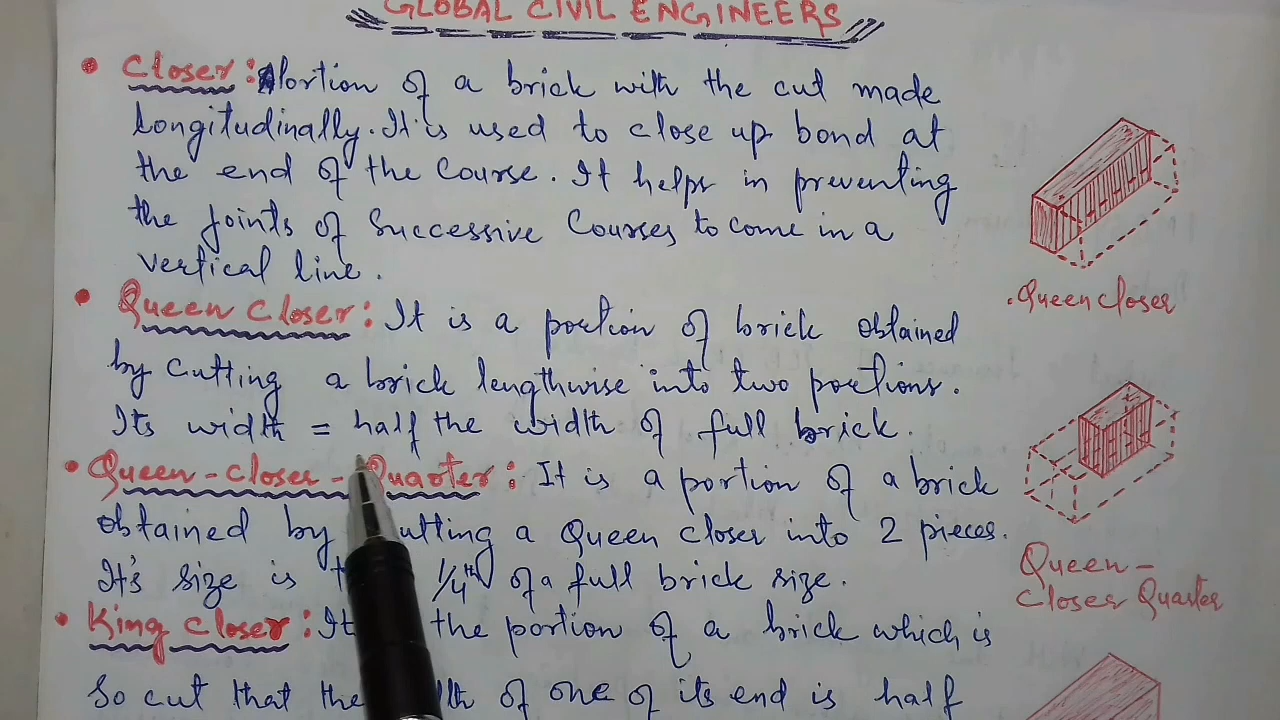 GLOBAL CIVIL ENGINEERS
• Closer: Portion of a brick with the cut made
longitudinally. It is used to close up bond at
the end of the Course. It helps in preventing
the joints of Successive Courses to come in a
vertical line.
• Queen Closer: It is a portion of brick obtained
by cutting a brick lengthwise into two portions.
Its width = half the width of full brick.
• Queen-closer-Quarter: It is a portion of a brick
obtained by cutting a Queen closer into 2 pieces.
It's size is 1/4th of a full brick size.
• King closer: It the portion of a brick which is
So cut that the of one of its end is half
.Queen closer
Queen-
Closer Quarter